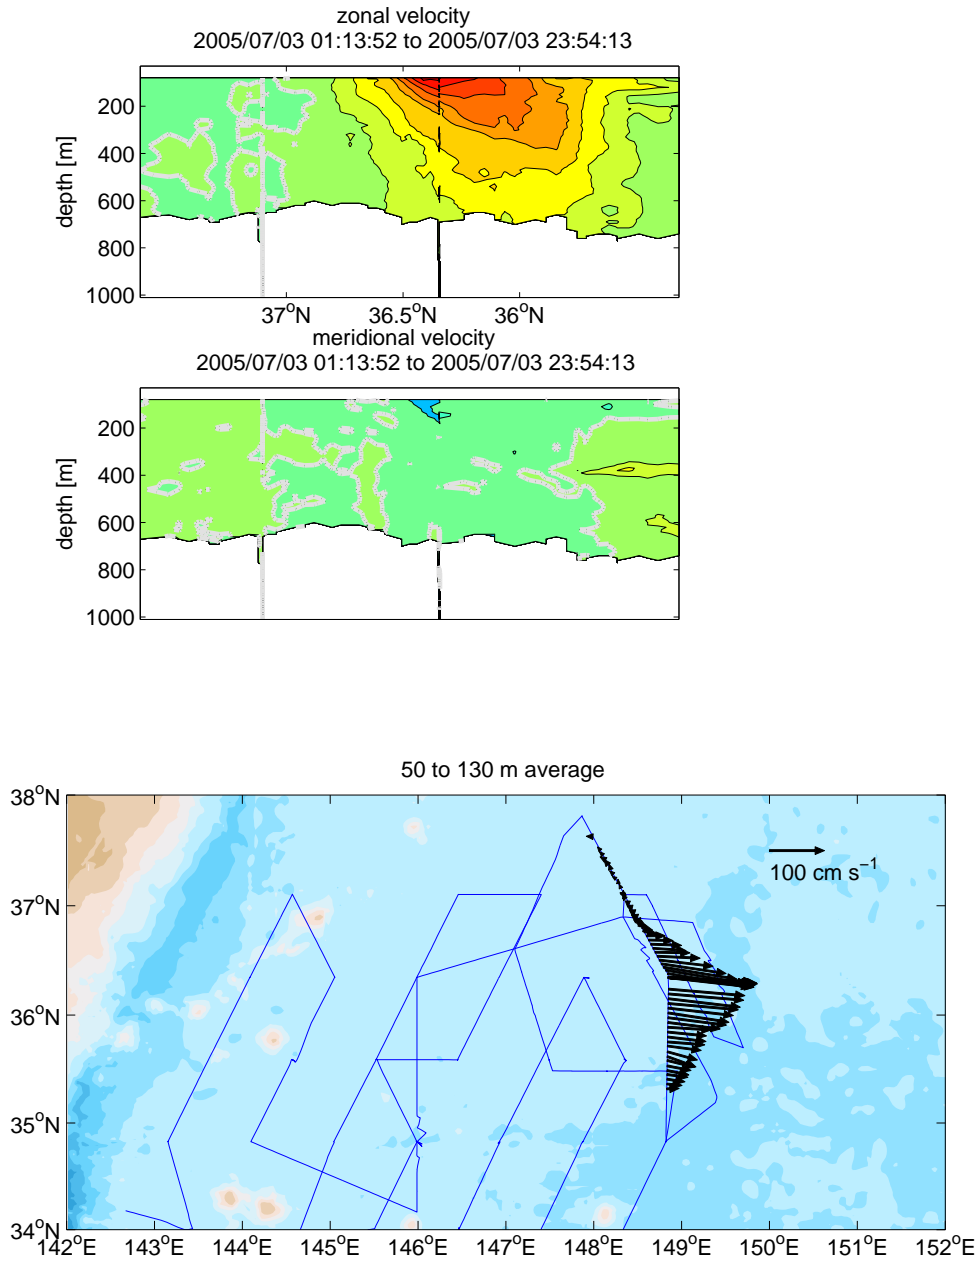 zonal velocity
2005/07/03 01:13:52 to 2005/07/03 23:54:13
depth [m]
200
400
600
800
1000
37°N 36.5°N 36°N
meridional velocity
2005/07/03 01:13:52 to 2005/07/03 23:54:13
depth [m]
200
400
600
800
1000
50 to 130 m average
38°N
37°N
36°N
35°N
34°N
100 cm s⁻¹
142°E 143°E 144°E 145°E 146°E 147°E 148°E 149°E 150°E 151°E 152°E